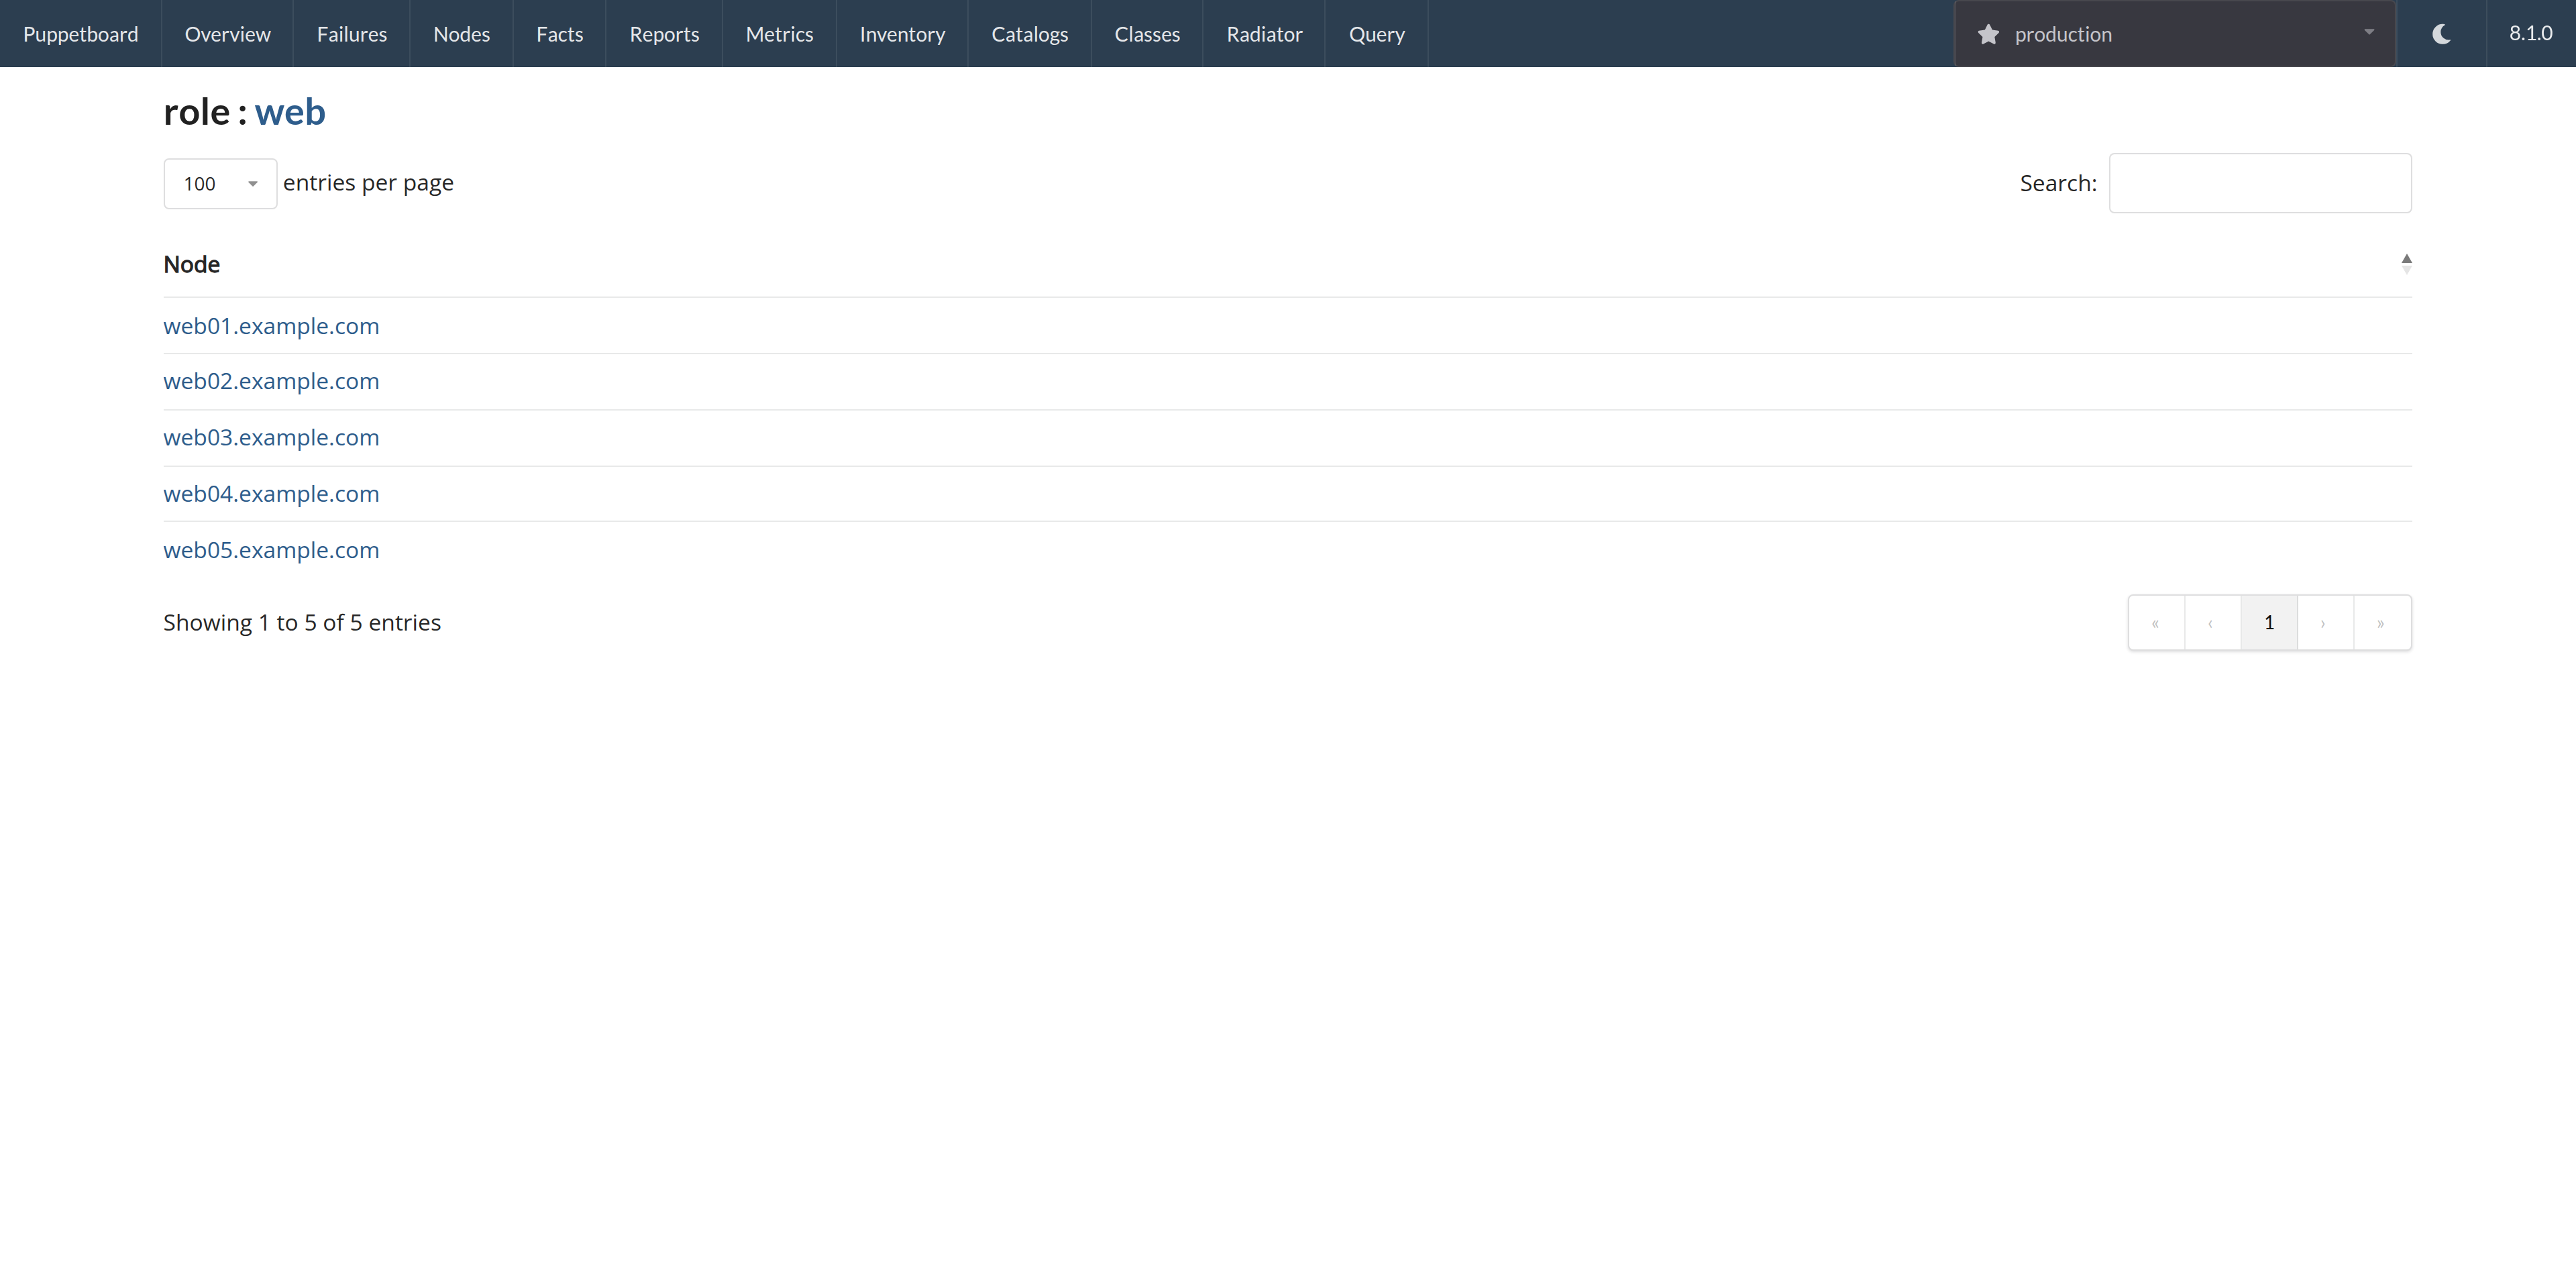 Puppetboard Overview Failures Nodes Facts Reports Metrics Inventory Catalogs Classes Radiator Query production 8.1.0
role : web
100 entries per page Search:
Node
web01.example.com
web02.example.com
web03.example.com
web04.example.com
web05.example.com
Showing 1 to 5 of 5 entries « ‹ 1 › »